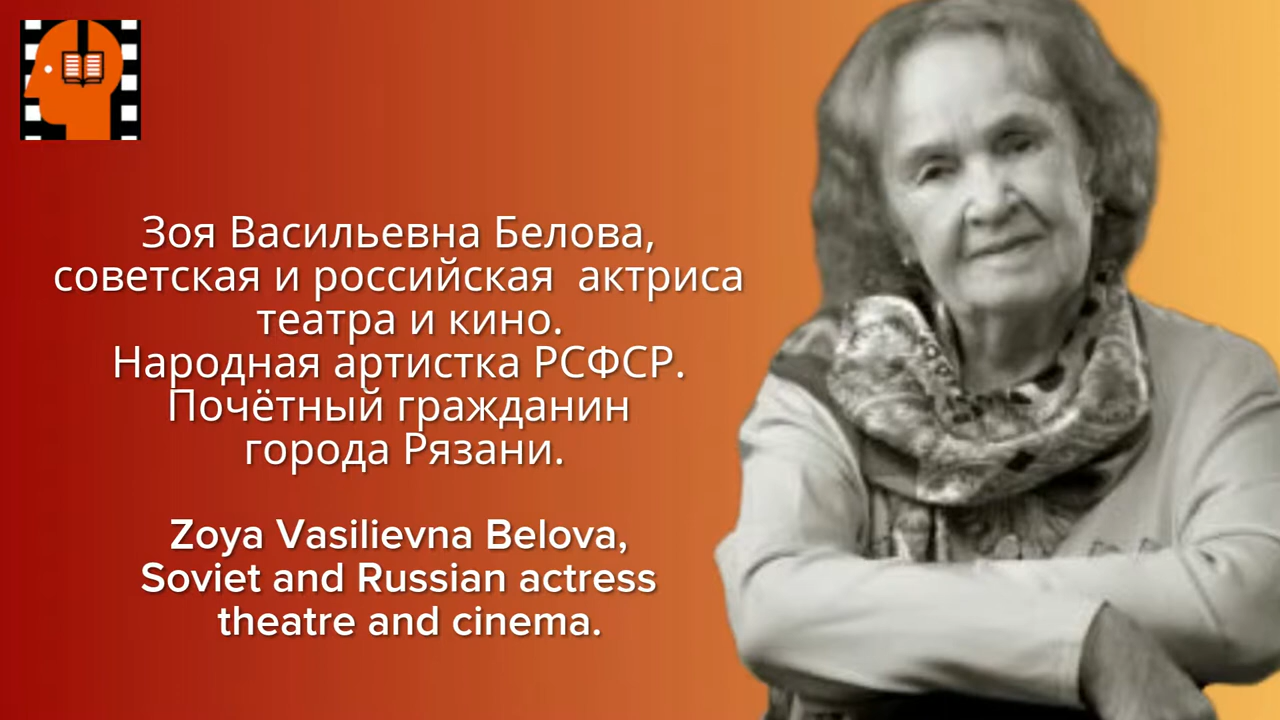 Зоя Васильевна Белова,
советская и российская актриса
театра и кино.
Народная артистка РСФСР.
Почётный гражданин
города Рязани.
Zoya Vasilievna Belova,
Soviet and Russian actress
theatre and cinema.